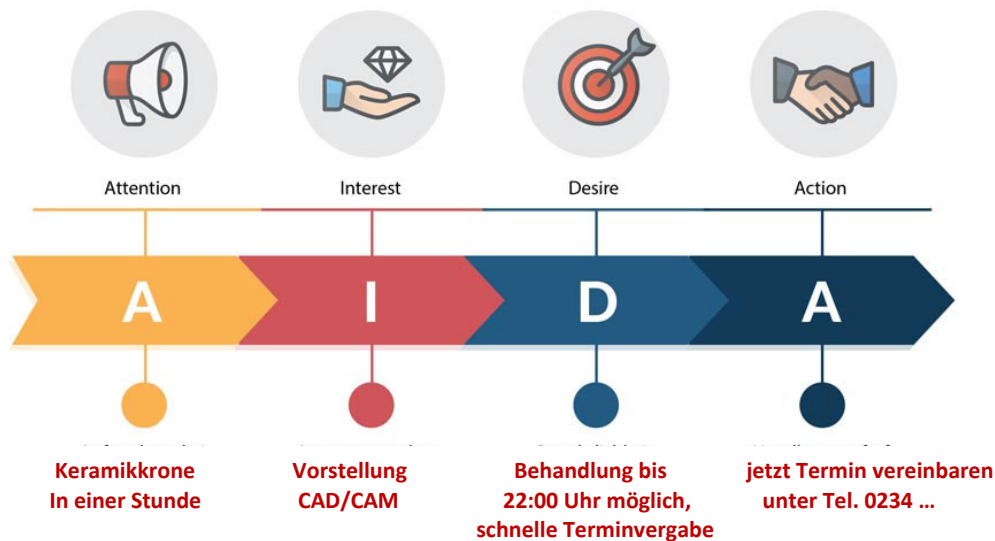 Attention
Interest
Desire
Action
A
I
D
A
Keramikkrone
In einer Stunde
Vorstellung
CAD/CAM
Behandlung bis
22:00 Uhr möglich,
schnelle Terminvergabe
jetzt Termin vereinbaren
unter Tel. 0234 ...